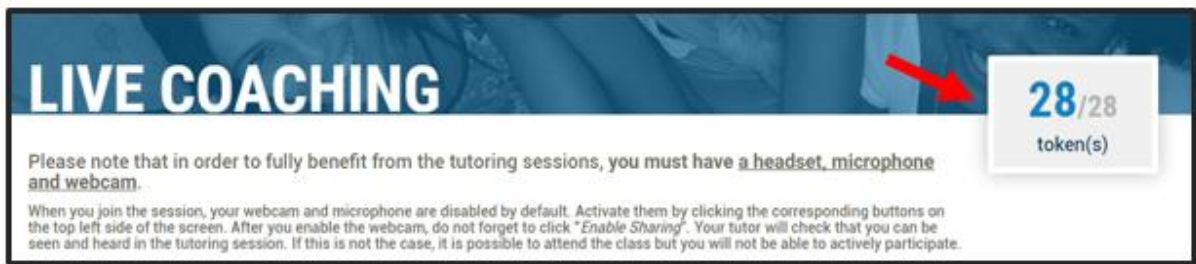 LIVE COACHING
28/28
token(s)
Please note that in order to fully benefit from the tutoring sessions, you must have a headset, microphone
and webcam.
When you join the session, your webcam and microphone are disabled by default. Activate them by clicking the corresponding buttons on
the top left side of the screen. After you enable the webcam, do not forget to click "Enable Sharing". Your tutor will check that you can be
seen and heard in the tutoring session. If this is not the case, it is possible to attend the class but you will not be able to actively participate.